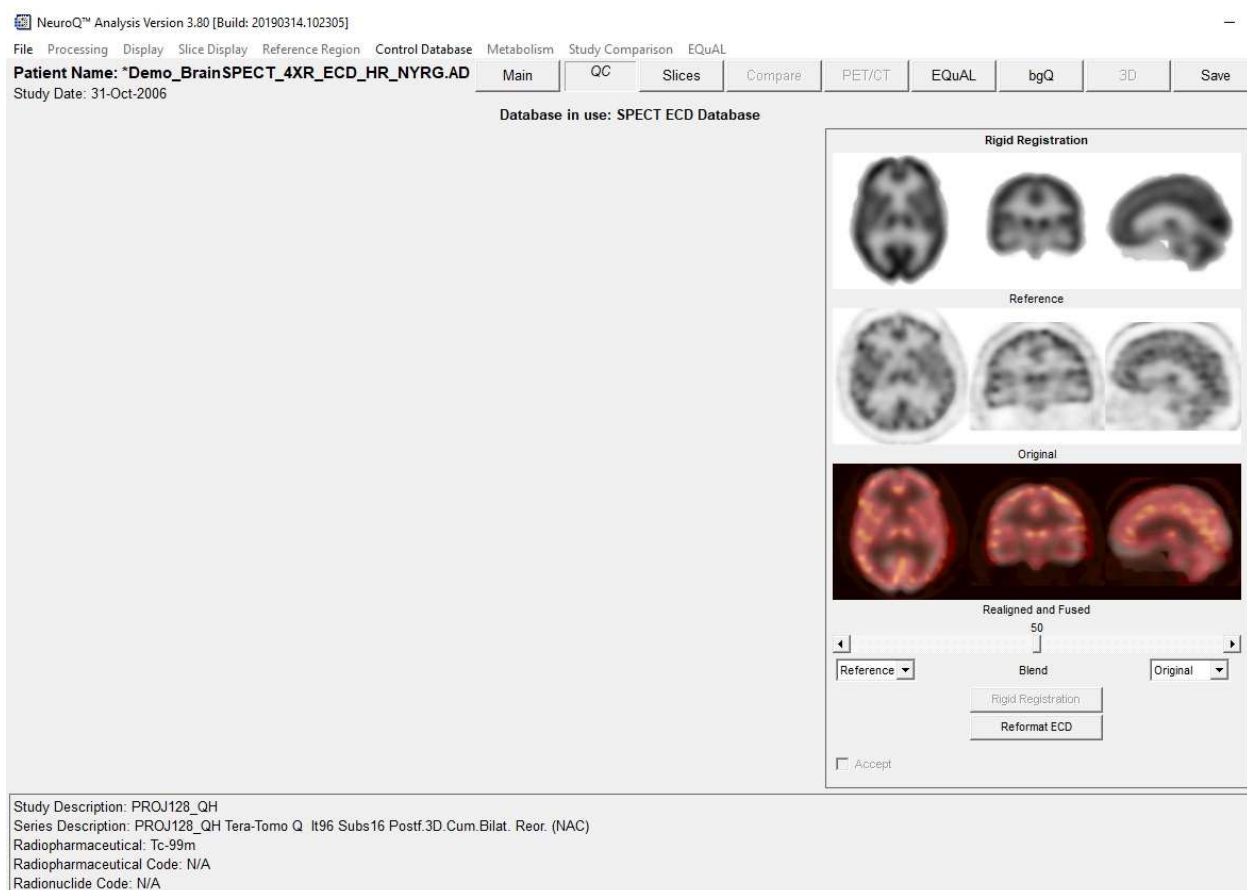 NeuroQ™ Analysis Version 3.80 [Build: 20190314.102305]
File Processing Display Slice Display Reference Region Control Database Metabolism Study Comparison EQuAL
Patient Name: *Demo_BrainSPECT_4XR_ECD_HR_NYRG.AD
Study Date: 31-Oct-2006
Main QC Slices Compare PET/CT EQuAL bgQ 3D Save
Database in use: SPECT ECD Database
Rigid Registration
Reference
Original
Realigned and Fused
50
Reference Blend Original
Rigid Registration
Reformat ECD
Accept
Study Description: PROJ128_QH
Series Description: PROJ128_QH Tera-Tomo Q It96 Subs16 Postf.3D.Cum.Bilat. Reor. (NAC)
Radiopharmaceutical: Tc-99m
Radiopharmaceutical Code: N/A
Radionuclide Code: N/A